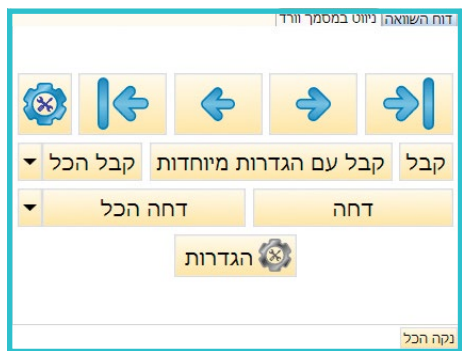 דוח השוואה ניווט במסמך וורד
קבל קבל עם הגדרות מיוחדות קבל הכל
דחה דחה הכל
הגדרות
נקה הכל